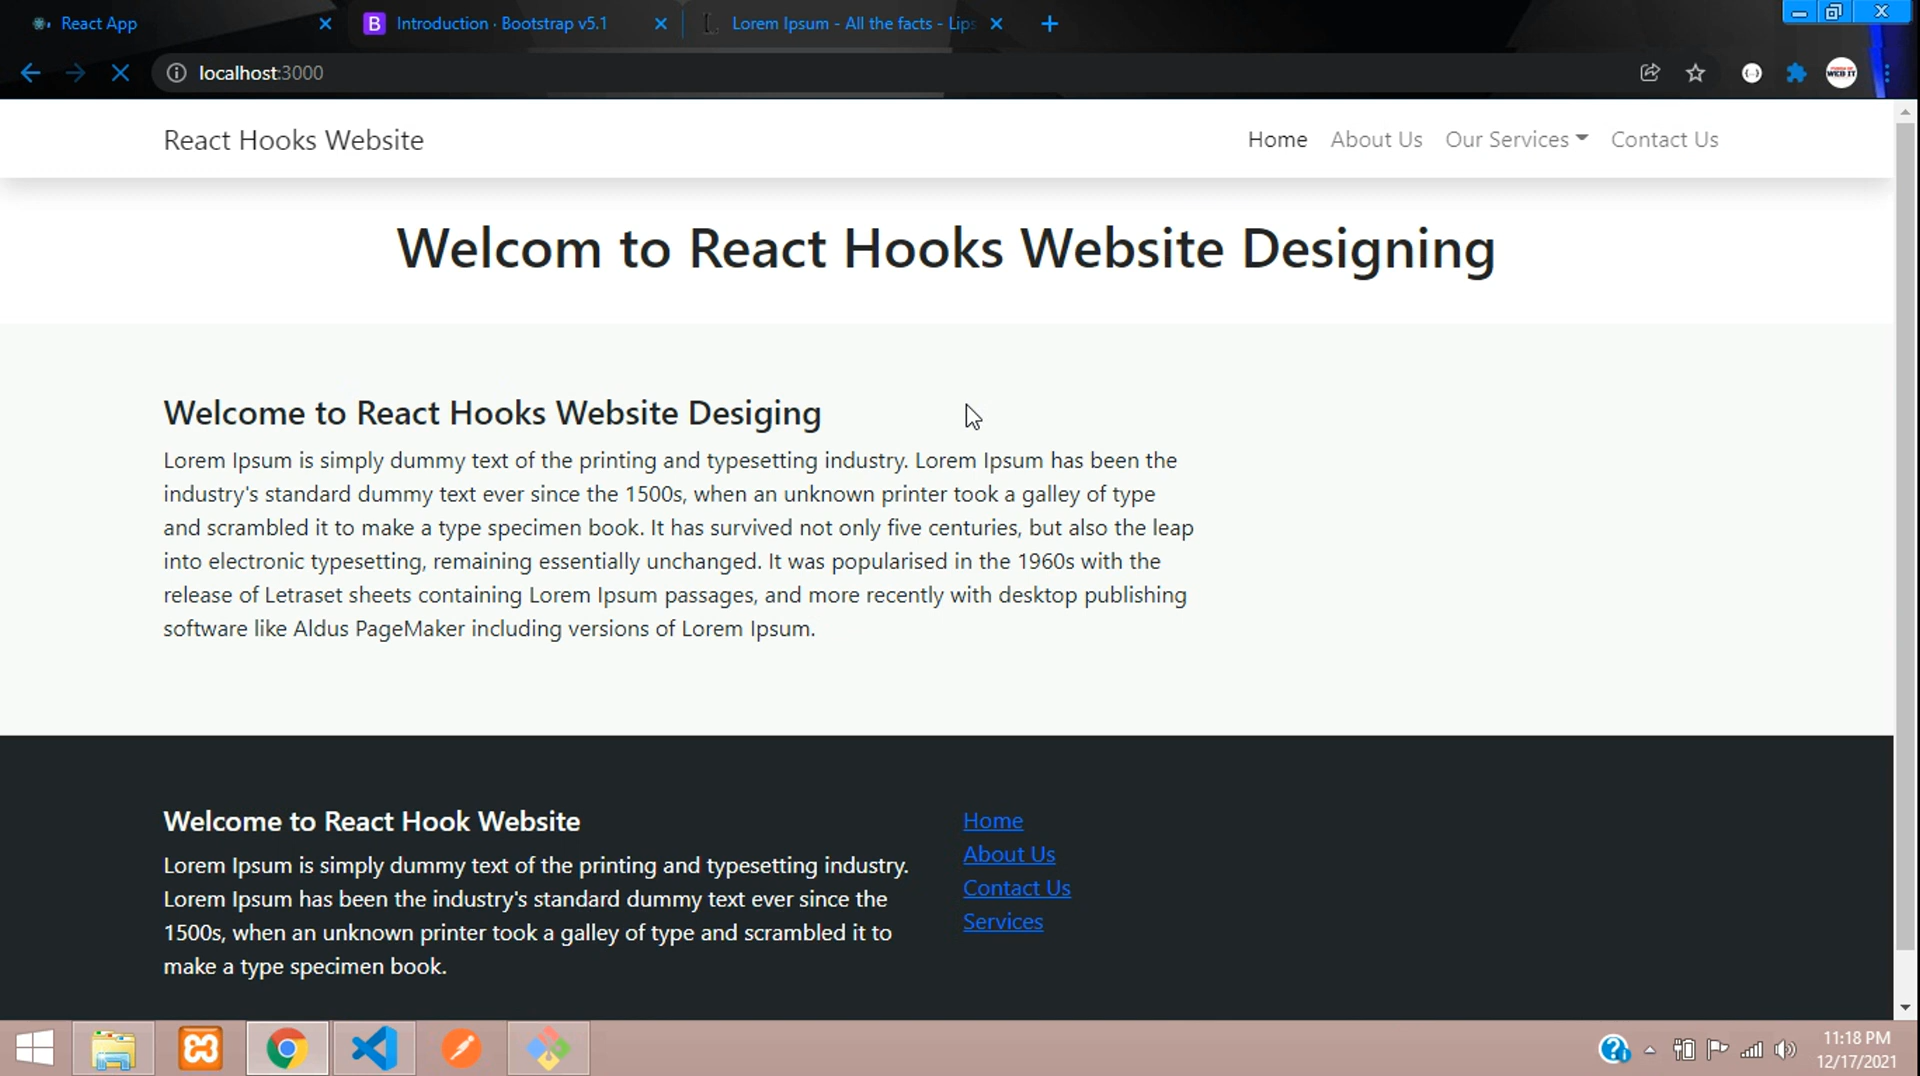 React App
Introduction · Bootstrap v5.1
Lorem Ipsum - All the facts - Lips
localhost:3000
React Hooks Website
Home
About Us
Our Services
Contact Us
Welcom to React Hooks Website Designing
Welcome to React Hooks Website Desiging
Lorem Ipsum is simply dummy text of the printing and typesetting industry. Lorem Ipsum has been the
industry's standard dummy text ever since the 1500s, when an unknown printer took a galley of type
and scrambled it to make a type specimen book. It has survived not only five centuries, but also the leap
into electronic typesetting, remaining essentially unchanged. It was popularised in the 1960s with the
release of Letraset sheets containing Lorem Ipsum passages, and more recently with desktop publishing
software like Aldus PageMaker including versions of Lorem Ipsum.
Welcome to React Hook Website
Lorem Ipsum is simply dummy text of the printing and typesetting industry.
Lorem Ipsum has been the industry's standard dummy text ever since the
1500s, when an unknown printer took a galley of type and scrambled it to
make a type specimen book.
Home
About Us
Contact Us
Services
11:18 PM
12/17/2021